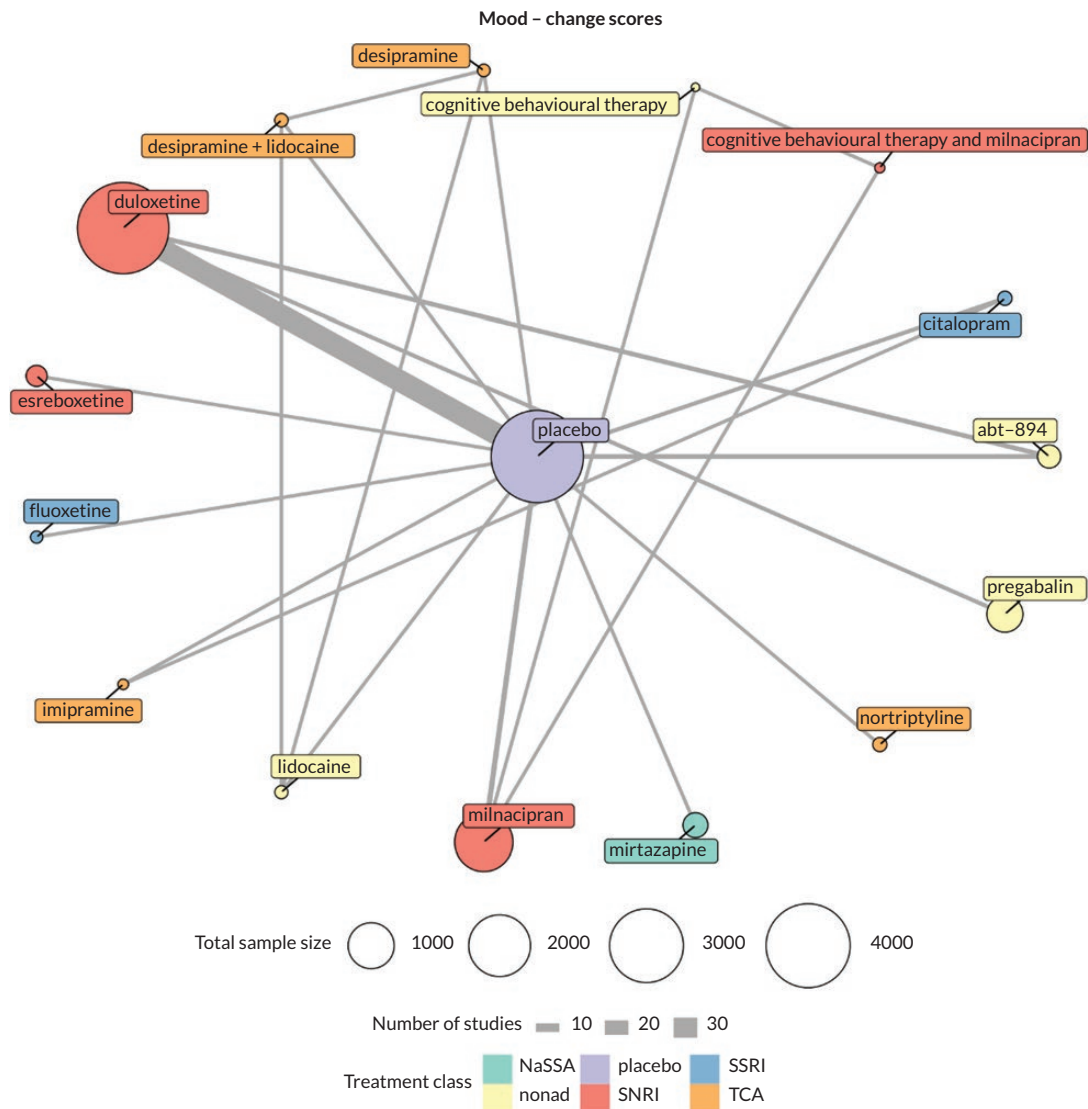 Mood – change scores
desipramine
cognitive behavioural therapy
desipramine + lidocaine
cognitive behavioural therapy and milnacipran
duloxetine
citalopram
esreboxetine
placebo
abt–894
fluoxetine
pregabalin
imipramine
nortriptyline
lidocaine
milnacipran
mirtazapine
Total sample size 1000 2000 3000 4000
Number of studies 10 20 30
Treatment class NaSSA placebo SSRI
nonad SNRI TCA